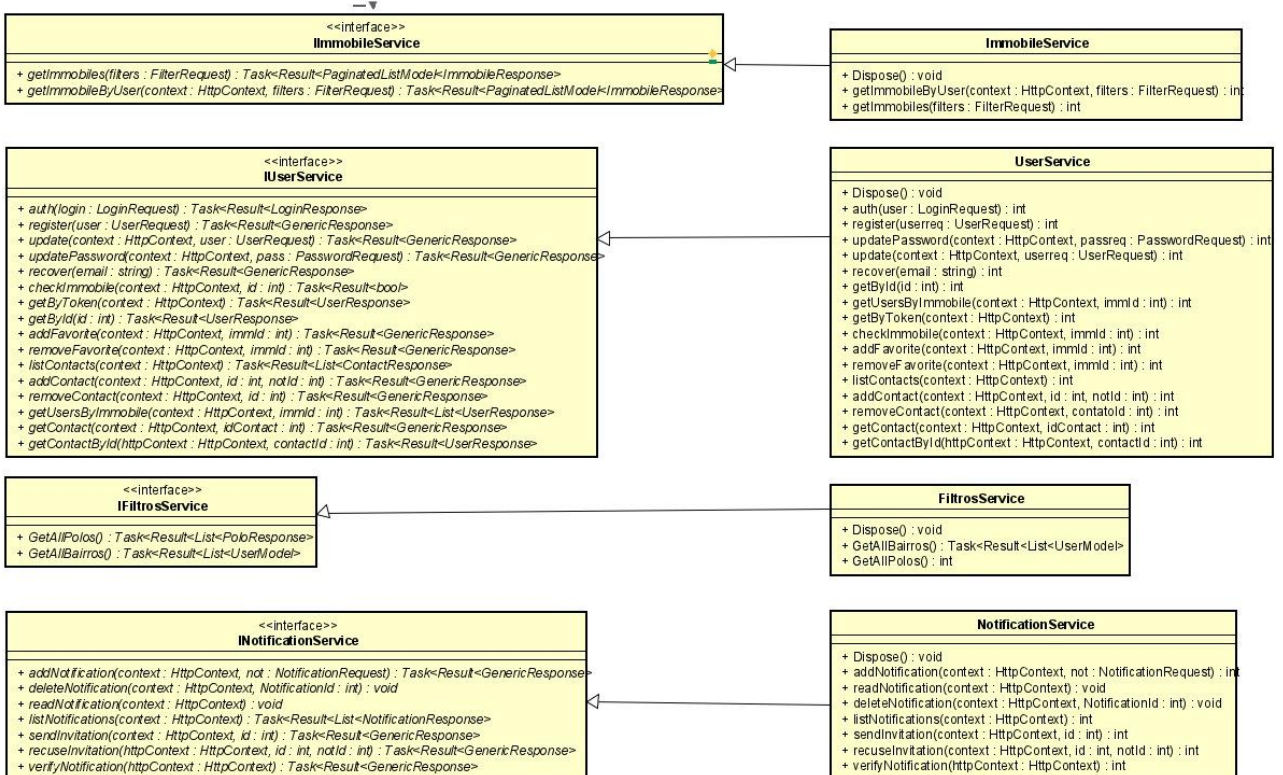 <<interface>>
IImmobileService
+ getImmobiles(filters : FilterRequest) : Task<Result<PaginatedListModel<ImmobileResponse>
+ getImmobileByUser(context : HttpContext, filters : FilterRequest) : Task<Result<PaginatedListModel<ImmobileResponse>
ImmobileService
+ Dispose() : void
+ getImmobileByUser(context : HttpContext, filters : FilterRequest) : int
+ getImmobiles(filters : FilterRequest) : int
<<interface>>
IUserService
+ auth(login : LoginRequest) : Task<Result<LoginResponse>
+ register(user : UserRequest) : Task<Result<GenericResponse>
+ update(context : HttpContext, user : UserRequest) : Task<Result<GenericResponse>
+ updatePassword(context : HttpContext, pass : PasswordRequest) : Task<Result<GenericResponse>
+ recover(email : string) : Task<Result<GenericResponse>
+ checkImmobile(context : HttpContext, id : int) : Task<Result<bool>
+ getByToken(context : HttpContext) : Task<Result<UserResponse>
+ getById(id : int) : Task<Result<UserResponse>
+ addFavorite(context : HttpContext, immId : int) : Task<Result<GenericResponse>
+ removeFavorite(context : HttpContext, immId : int) : Task<Result<GenericResponse>
+ listContacts(context : HttpContext) : Task<Result<List<ContactResponse>
+ addContact(context : HttpContext, id : int, notId : int) : Task<Result<GenericResponse>
+ removeContact(context : HttpContext, id : int) : Task<Result<GenericResponse>
+ getUsersByImmobile(context : HttpContext, immId : int) : Task<Result<List<UserResponse>
+ getContact(context : HttpContext, idContact : int) : Task<Result<GenericResponse>
+ getContactById(httpContext : HttpContext, contactId : int) : Task<Result<UserResponse>
UserService
+ Dispose() : void
+ auth(user : LoginRequest) : int
+ register(userreq : UserRequest) : int
+ updatePassword(context : HttpContext, passreq : PasswordRequest) : int
+ update(context : HttpContext, userreq : UserRequest) : int
+ recover(email : string) : int
+ getById(id : int) : int
+ getUsersByImmobile(context : HttpContext, immId : int) : int
+ getByToken(context : HttpContext) : int
+ checkImmobile(context : HttpContext, immId : int) : int
+ addFavorite(context : HttpContext, immId : int) : int
+ removeFavorite(context : HttpContext, immId : int) : int
+ listContacts(context : HttpContext) : int
+ addContact(context : HttpContext, id : int, notId : int) : int
+ removeContact(context : HttpContext, contatoId : int) : int
+ getContact(context : HttpContext, idContact : int) : int
+ getContactById(httpContext : HttpContext, contactId : int) : int
<<interface>>
IFiltrosService
+ GetAllPolos() : Task<Result<List<PoloResponse>
+ GetAllBairros() : Task<Result<List<UserModel>
FiltrosService
+ Dispose() : void
+ GetAllBairros() : Task<Result<List<UserModel>
+ GetAllPolos() : int
<<interface>>
INotificationService
+ addNotification(context : HttpContext, not : NotificationRequest) : Task<Result<GenericResponse>
+ deleteNotification(context : HttpContext, NotificationId : int) : void
+ readNotification(context : HttpContext) : void
+ listNotifications(context : HttpContext) : Task<Result<List<NotificationResponse>
+ sendInvitation(context : HttpContext, id : int) : Task<Result<GenericResponse>
+ recuseInvitation(httpContext : HttpContext, id : int, notId : int) : Task<Result<GenericResponse>
+ verifyNotification(httpContext : HttpContext) : Task<Result<GenericResponse>
NotificationService
+ Dispose() : void
+ addNotification(context : HttpContext, not : NotificationRequest) : int
+ readNotification(context : HttpContext) : void
+ deleteNotification(context : HttpContext, NotificationId : int) : void
+ listNotifications(context : HttpContext) : int
+ sendInvitation(context : HttpContext, id : int) : int
+ recuseInvitation(httpContext : HttpContext, id : int, notId : int) : int
+ verifyNotification(httpContext : HttpContext) : int